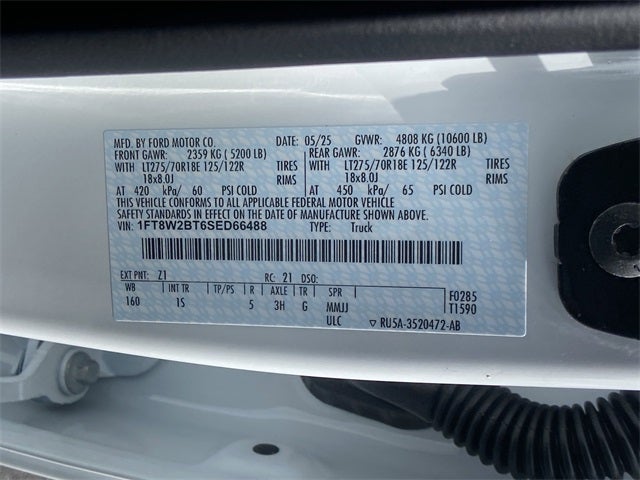 MFD. BY FORD MOTOR CO. DATE: 05/25 GVWR: 4808 KG (10600 LB)
FRONT GAWR: 2359 KG ( 5200 LB) REAR GAWR: 2876 KG ( 6340 LB)
WITH LT275/70R18E 125/122R TIRES LT275/70R18E 125/122R TIRES
18x8.0J RIMS 18x8.0J RIMS
AT 420 kPa/ 60 PSI COLD AT 450 kPa/ 65 PSI COLD
THIS VEHICLE CONFORMS TO ALL APPLICABLE FEDERAL MOTOR VEHICLE
SAFETY STANDARDS IN EFFECT ON THE DATE OF MANUFACTURE SHOWN ABOVE.
VIN: 1FT8W2BT6SED66488 TYPE: Truck
EXT PNT: Z1 RC: 21 DSO:
WB INT TR TP/PS R AXLE TR SPR F0285
160 1S 5 3H G MMJJ T1590
ULC RU5A-3520472-AB